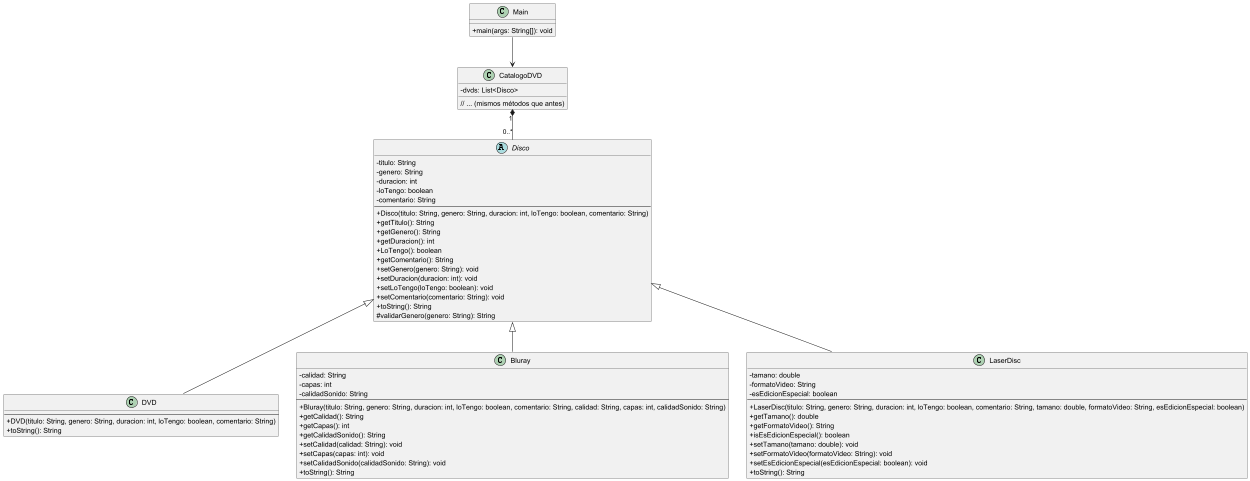 C Main
+main(args: String[]): void
C CatalogoDVD
-dvds: List<Disco>
// ... (mismos métodos que antes)
1
0..*
A Disco
-titulo: String
-genero: String
-duracion: int
-loTengo: boolean
-comentario: String
+Disco(titulo: String, genero: String, duracion: int, loTengo: boolean, comentario: String)
+getTitulo(): String
+getGenero(): String
+getDuracion(): int
+LoTengo(): boolean
+getComentario(): String
+setGenero(genero: String): void
+setDuracion(duracion: int): void
+setLoTengo(loTengo: boolean): void
+setComentario(comentario: String): void
+toString(): String
#validarGenero(genero: String): String
C DVD
+DVD(titulo: String, genero: String, duracion: int, loTengo: boolean, comentario: String)
+toString(): String
C Bluray
-calidad: String
-capas: int
-calidadSonido: String
+Bluray(titulo: String, genero: String, duracion: int, loTengo: boolean, comentario: String, calidad: String, capas: int, calidadSonido: String)
+getCalidad(): String
+getCapas(): int
+getCalidadSonido(): String
+setCalidad(calidad: String): void
+setCapas(capas: int): void
+setCalidadSonido(calidadSonido: String): void
+toString(): String
C LaserDisc
-tamano: double
-formatoVideo: String
-esEdicionEspecial: boolean
+LaserDisc(titulo: String, genero: String, duracion: int, loTengo: boolean, comentario: String, tamano: double, formatoVideo: String, esEdicionEspecial: boolean)
+getTamano(): double
+getFormatoVideo(): String
+isEsEdicionEspecial(): boolean
+setTamano(tamano: double): void
+setFormatoVideo(formatoVideo: String): void
+setEsEdicionEspecial(esEdicionEspecial: boolean): void
+toString(): String